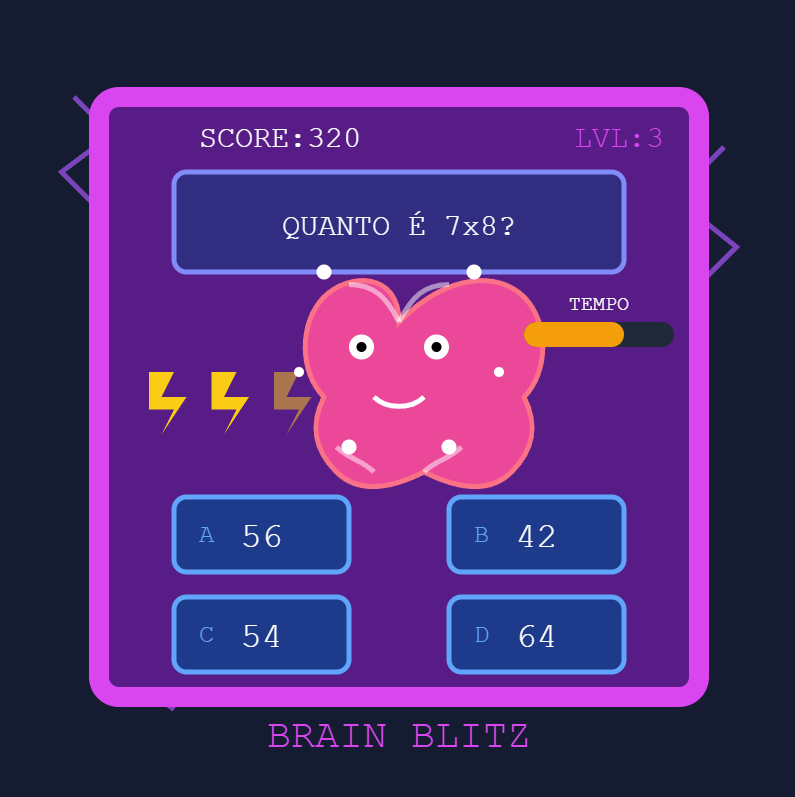 SCORE:320
LVL:3
QUANTO É 7x8?
TEMPO
A 56
B 42
C 54
D 64
BRAIN BLITZ